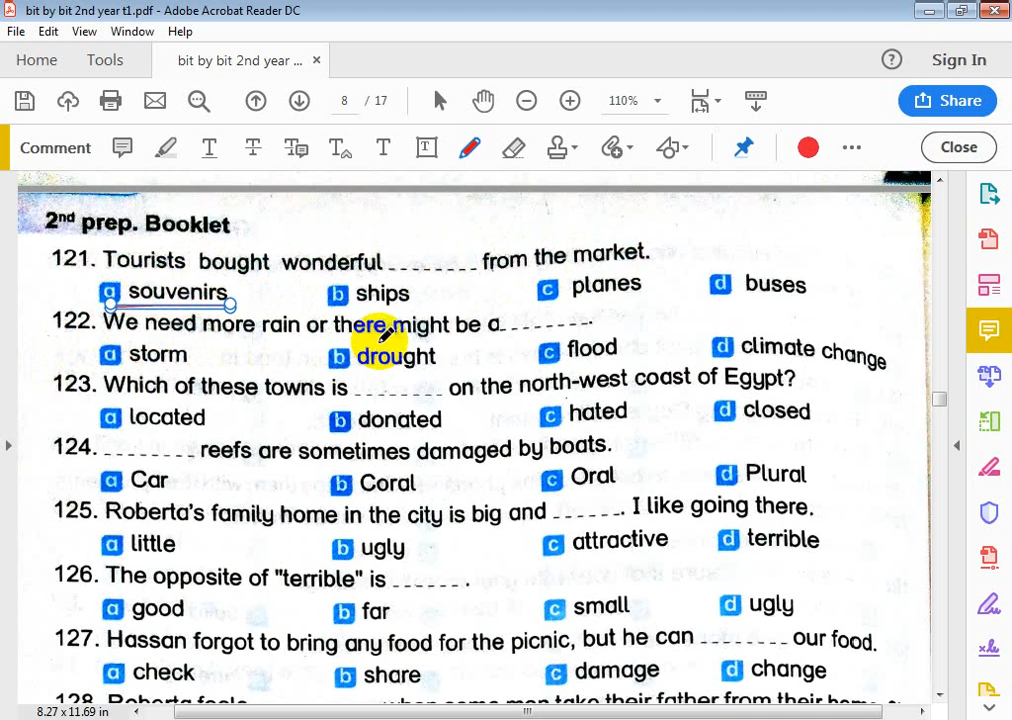 bit by bit 2nd year t1.pdf - Adobe Acrobat Reader DC
File Edit View Window Help
Home Tools bit by bit 2nd year ... × Sign In
8 / 17 110% Share
Comment Close
2nd prep. Booklet
121. Tourists bought wonderful _ _ _ _ _ _ _ from the market.
a souvenirs b ships c planes d buses
122. We need more rain or there might be a _ _ _ _ _ _ _.
a storm b drought c flood d climate change
123. Which of these towns is _ _ _ _ _ _ _ on the north-west coast of Egypt?
a located b donated c hated d closed
124. _ _ _ _ _ _ _ reefs are sometimes damaged by boats.
a Car b Coral c Oral d Plural
125. Roberta's family home in the city is big and _ _ _ _ _ _. I like going there.
a little b ugly c attractive d terrible
126. The opposite of "terrible" is _ _ _ _ _ _.
a good b far c small d ugly
127. Hassan forgot to bring any food for the picnic, but he can _ _ _ _ _ _ _ our food.
a check b share c damage d change
8.27 x 11.69 in